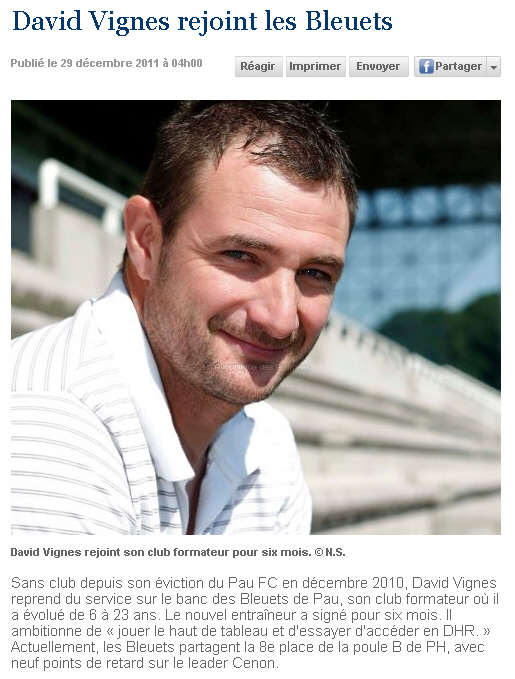 David Vignes rejoint les Bleuets
Publié le 29 décembre 2011 à 04h00
Réagir Imprimer Envoyer f Partager
David Vignes rejoint son club formateur pour six mois. © N.S.
Sans club depuis son éviction du Pau FC en décembre 2010, David Vignes
reprend du service sur le banc des Bleuets de Pau, son club formateur où il
a évolué de 6 à 23 ans. Le nouvel entraîneur a signé pour six mois. Il
ambitionne de « jouer le haut de tableau et d'essayer d'accéder en DHR. »
Actuellement, les Bleuets partagent la 8e place de la poule B de PH, avec
neuf points de retard sur le leader Cenon.